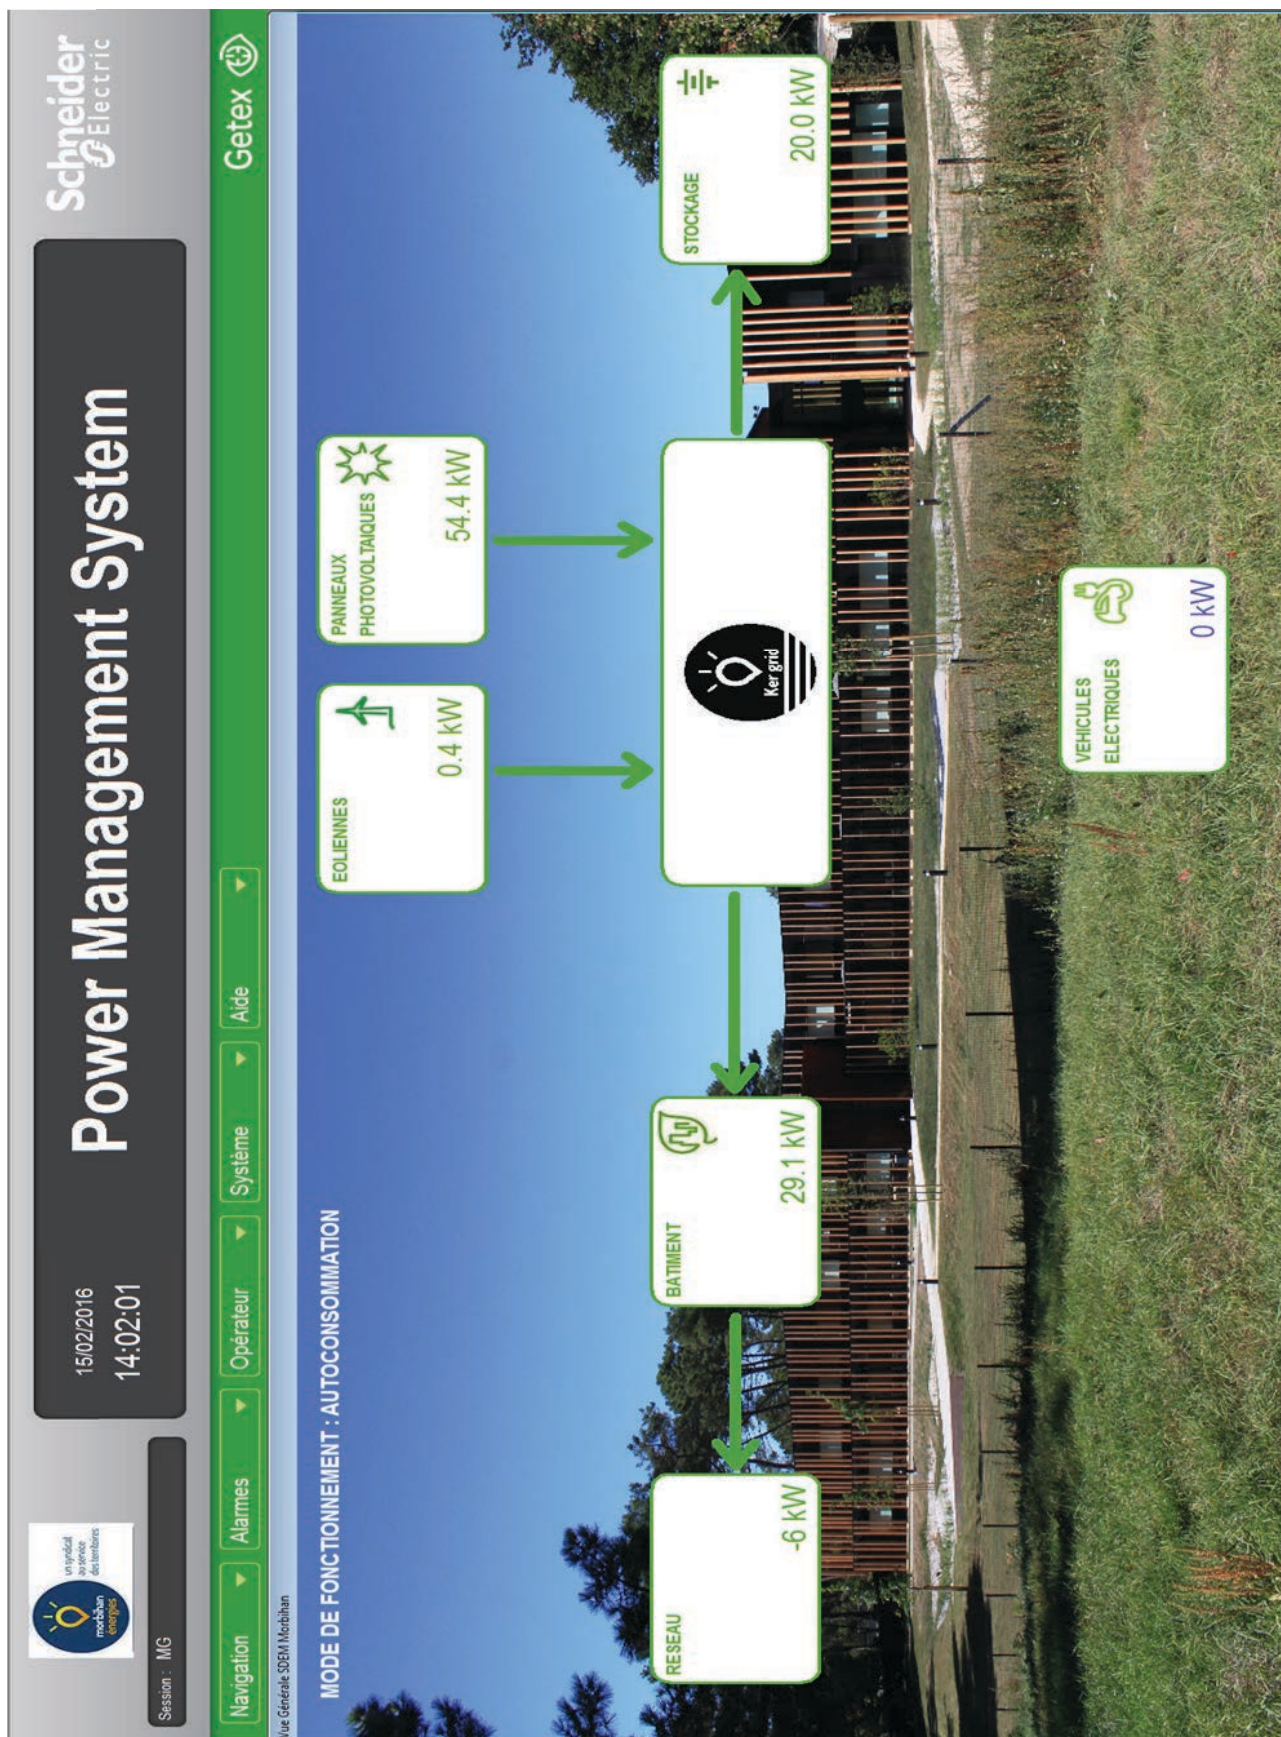 morbihan
énergies
un syndicat
au service
des territoires
Session : MG
15/02/2016
14:02:01
Power Management System
Schneider
Electric
Navigation
Alarmes
Opérateur
Système
Aide
Getex
Vue Générale SDEM Morbihan
MODE DE FONCTIONNEMENT : AUTOCONSOMMATION
EOLIENNES
0.4 kW
PANNEAUX
PHOTOVOLTAIQUES
54.4 kW
RESEAU
-6 kW
BATIMENT
29.1 kW
Ker grid
STOCKAGE
20.0 kW
VEHICULES
ELECTRIQUES
0 kW